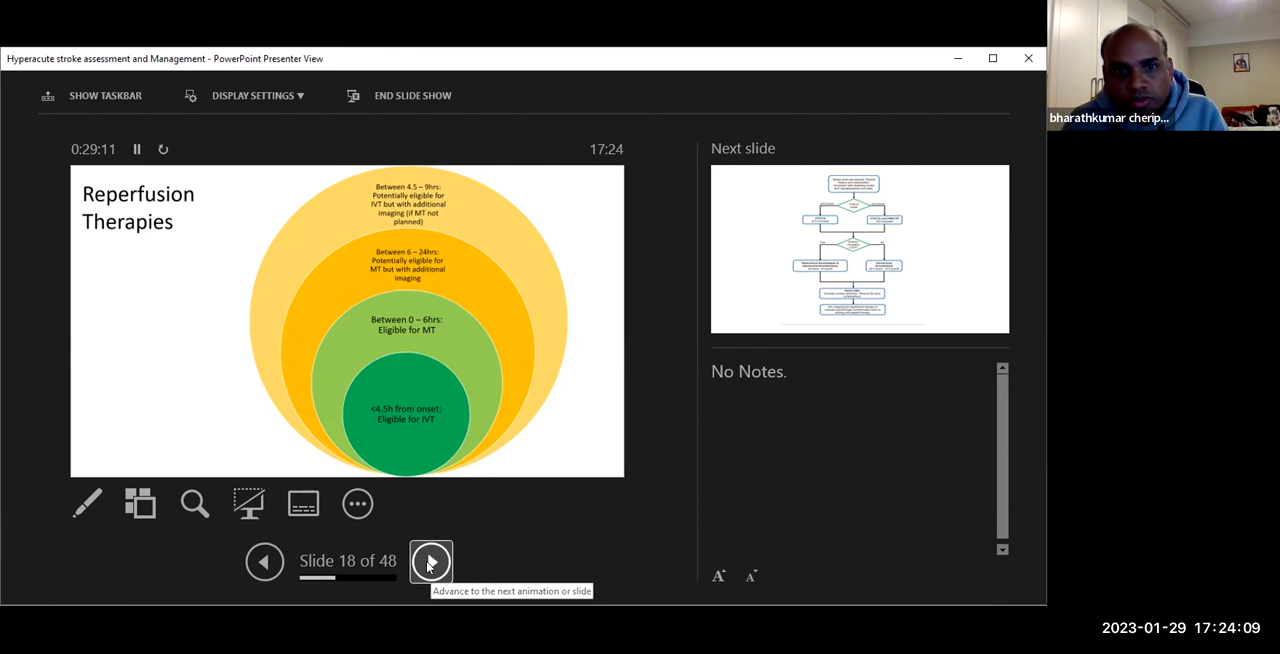 Hyperacute stroke assessment and Management - PowerPoint Presenter View
SHOW TASKBAR
DISPLAY SETTINGS ▾
END SLIDE SHOW
0:29:11
17:24
Reperfusion
Therapies
Between 4.5 – 9hrs:
Potentially eligible for
IVT but with additional
imaging (if MT not
planned)
Between 6 – 24hrs:
Potentially eligible for
MT but with additional
imaging
Between 0 – 6hrs:
Eligible for MT
<4.5h from onset:
Eligible for IVT
Slide 18 of 48
Advance to the next animation or slide
Next slide
No Notes.
A A
bharathkumar cherip...
2023-01-29 17:24:09